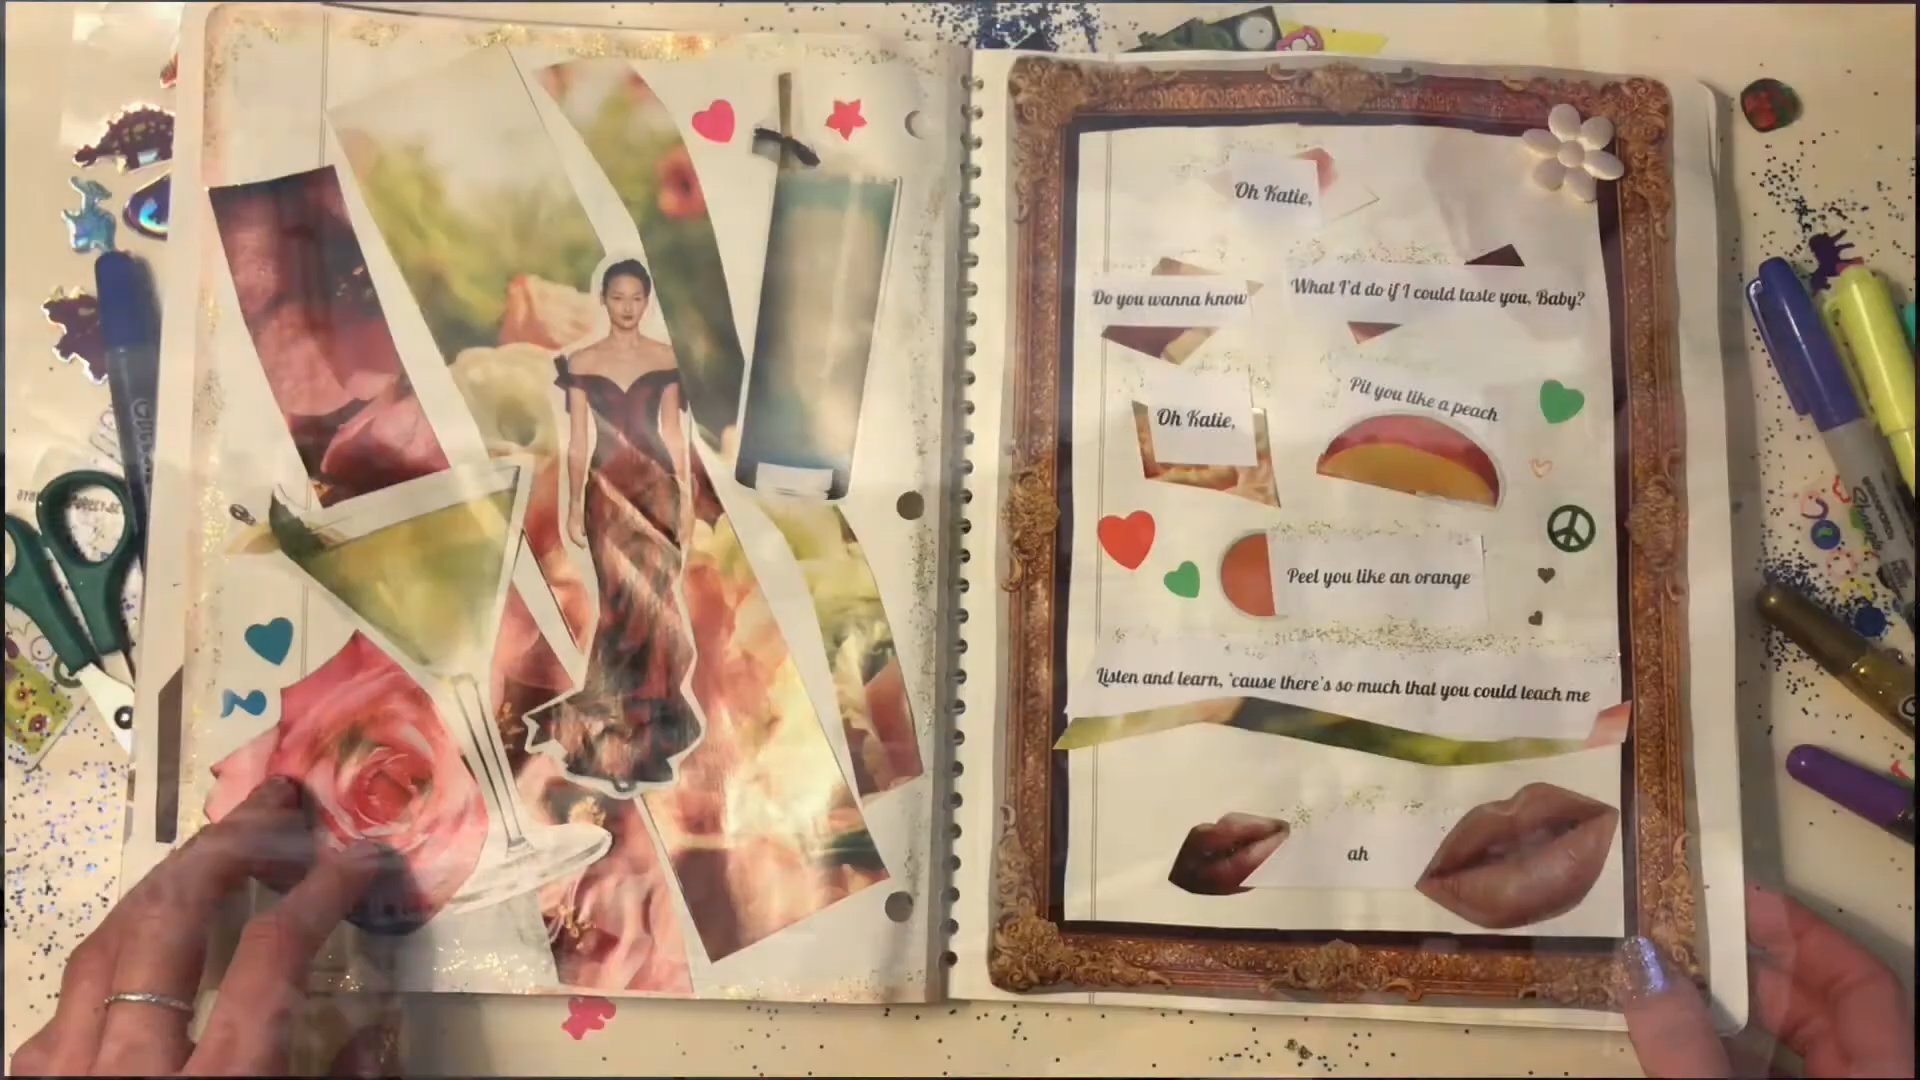 Oh Katie,
Do you wanna know
What I'd do if I could taste you, Baby?
Oh Katie,
Pit you like a peach
Peel you like an orange
Listen and learn, 'cause there's so much that you could teach me
ah